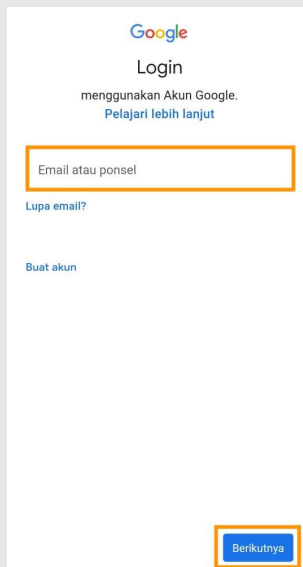 Google
Login
menggunakan Akun Google.
Pelajari lebih lanjut
Email atau ponsel
Lupa email?
Buat akun
Berikutnya